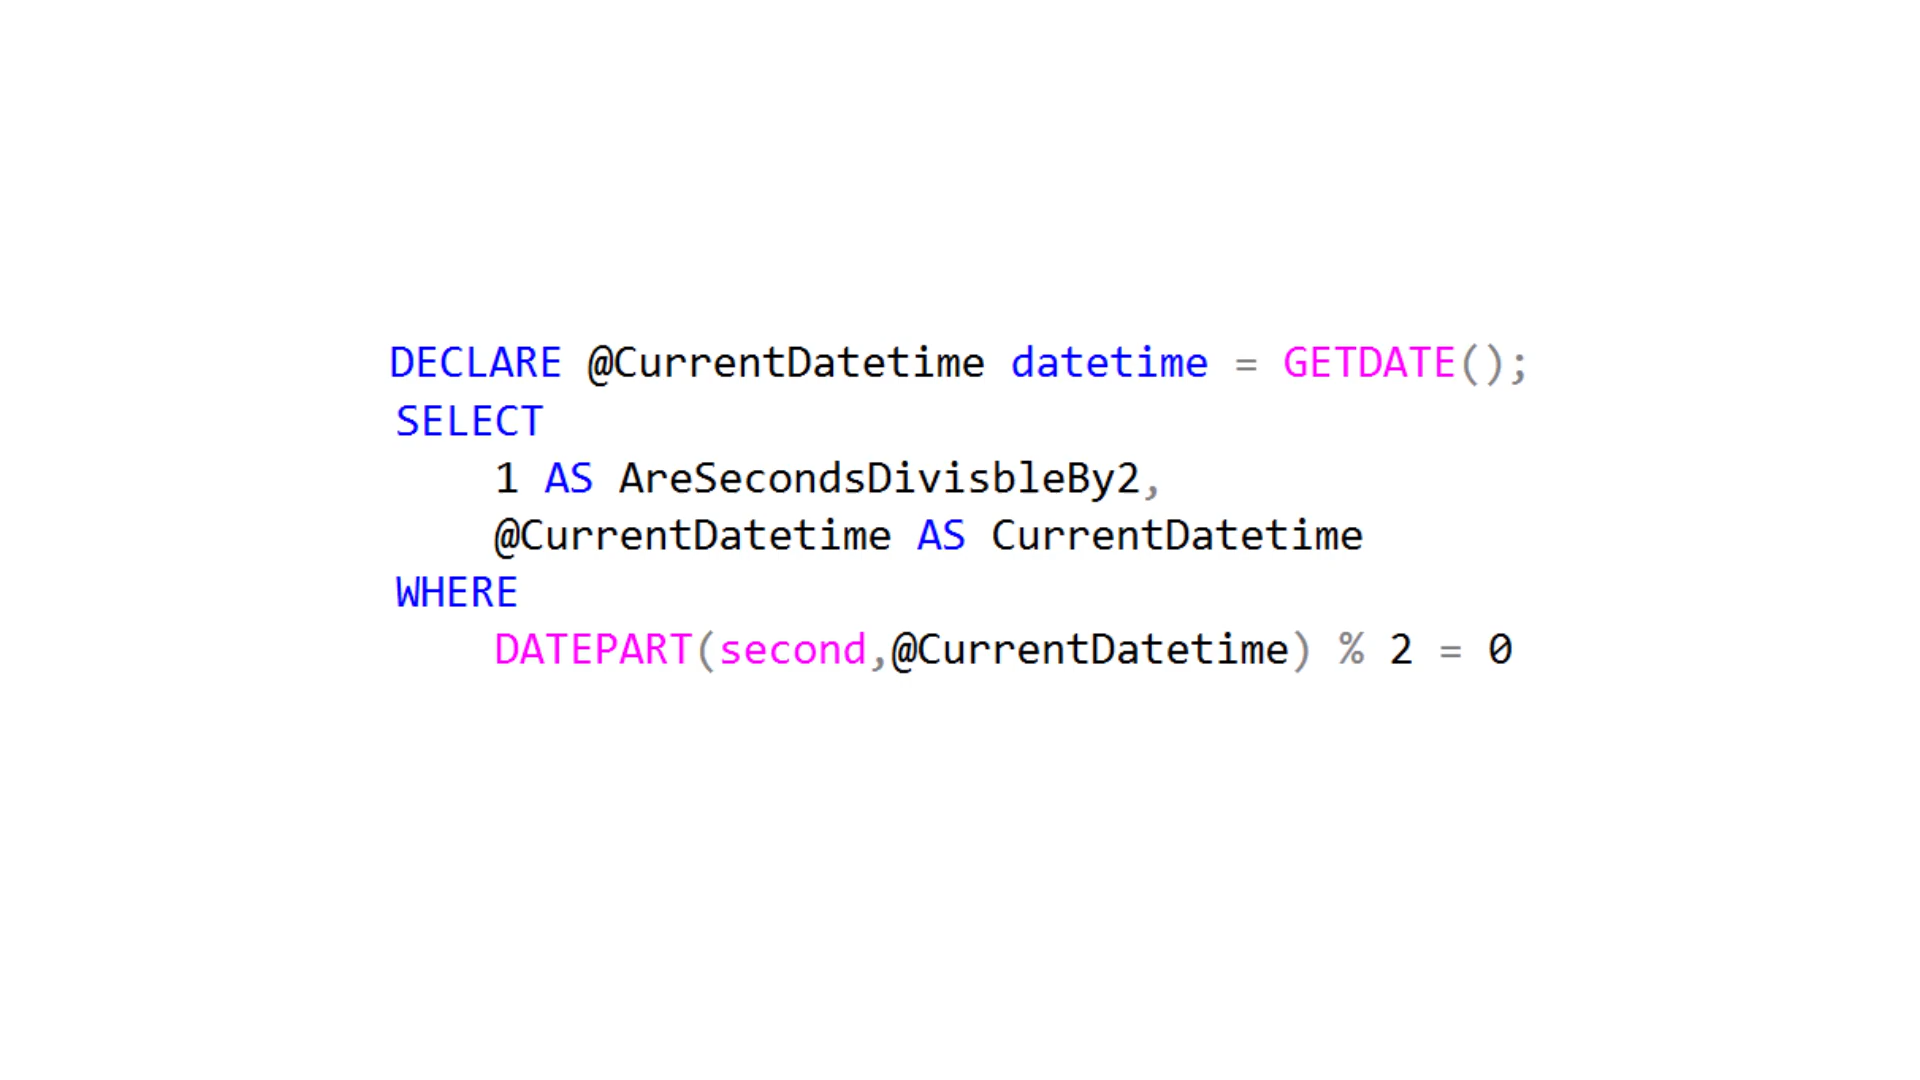 DECLARE @CurrentDatetime datetime = GETDATE();
SELECT
1 AS AreSecondsDivisbleBy2,
@CurrentDatetime AS CurrentDatetime
WHERE
DATEPART(second,@CurrentDatetime) % 2 = 0